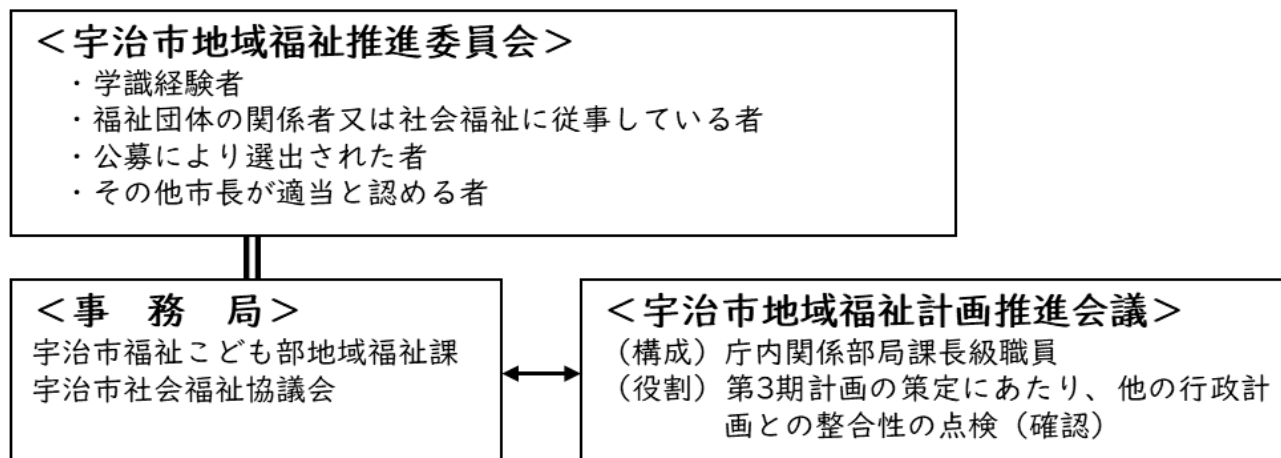 ＜宇治市地域福祉推進委員会＞
・学識経験者
・福祉団体の関係者又は社会福祉に従事している者
・公募により選出された者
・その他市長が適当と認める者
＜事　務　局＞
宇治市福祉こども部地域福祉課
宇治市社会福祉協議会
＜宇治市地域福祉計画推進会議＞
（構成）庁内関係部局課長級職員
（役割）第3期計画の策定にあたり、他の行政計
画との整合性の点検（確認）